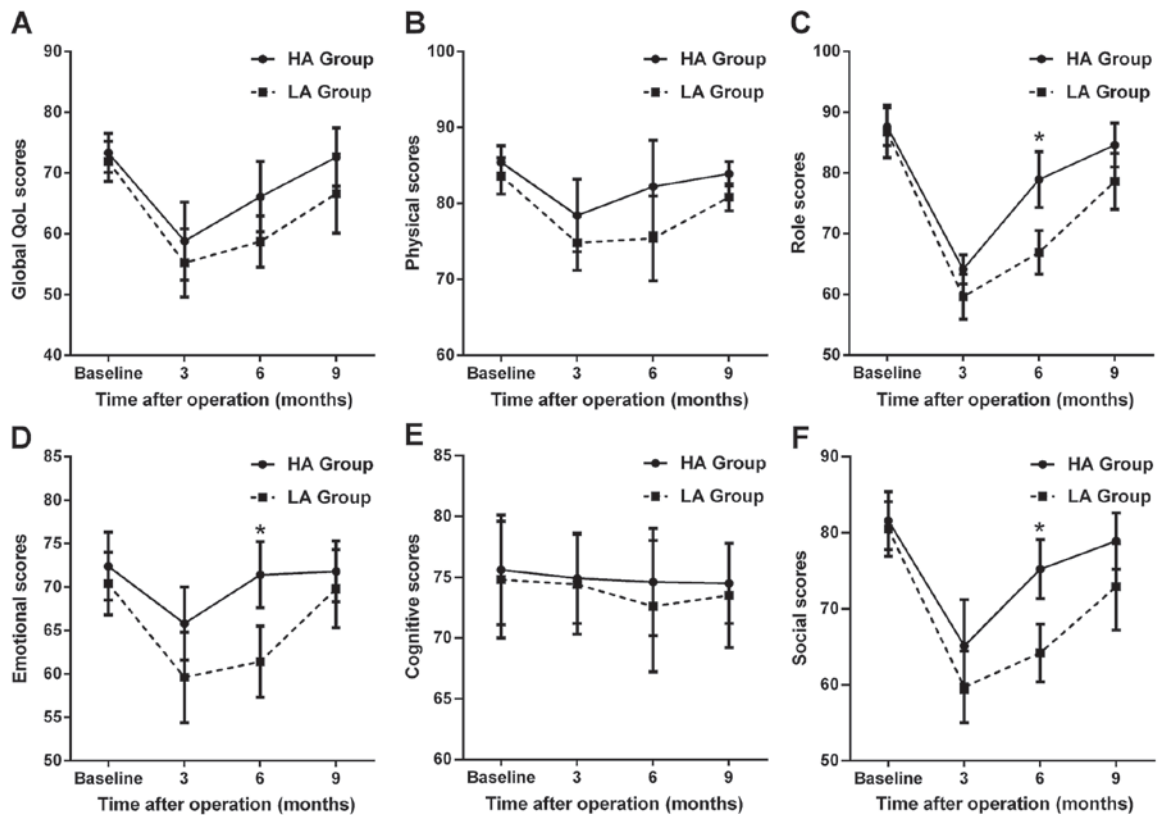 A
90
80
70
60
50
40
Global QoL scores
HA Group
LA Group
Baseline 3 6 9
Time after operation (months)
B
100
90
80
70
60
Physical scores
HA Group
LA Group
Baseline 3 6 9
Time after operation (months)
C
100
90
80
70
60
50
Role scores
HA Group
LA Group
*
Baseline 3 6 9
Time after operation (months)
D
85
80
75
70
65
60
55
50
Emotional scores
HA Group
LA Group
*
Baseline 3 6 9
Time after operation (months)
E
85
80
75
70
65
60
Cognitive scores
HA Group
LA Group
Baseline 3 6 9
Time after operation (months)
F
90
80
70
60
50
Social scores
HA Group
LA Group
*
Baseline 3 6 9
Time after operation (months)